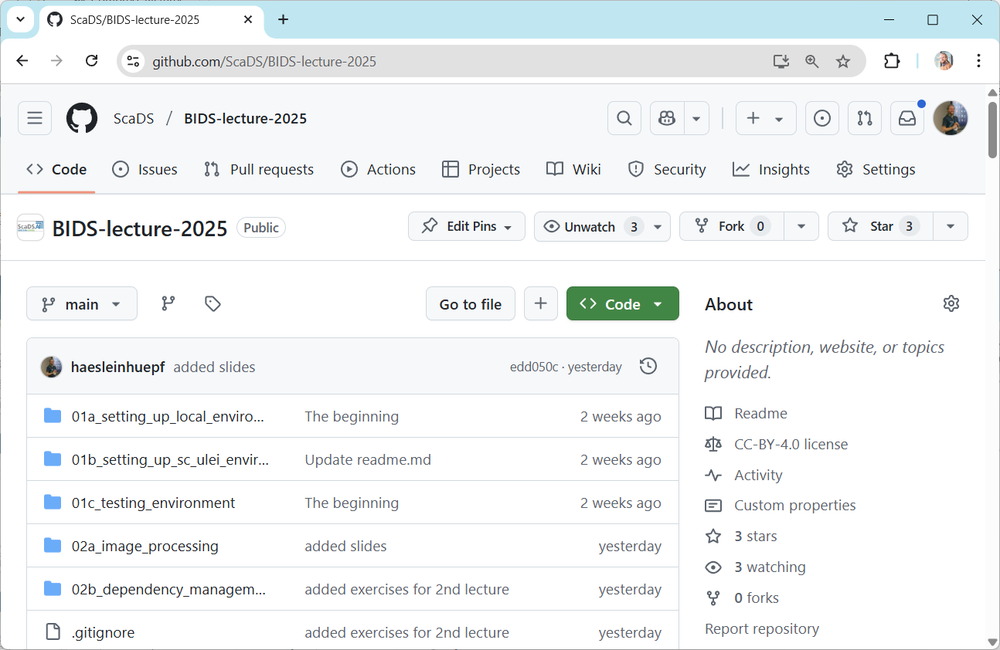 ScaDS/BIDS-lecture-2025
github.com/ScaDS/BIDS-lecture-2025
ScaDS / BIDS-lecture-2025
Code Issues Pull requests Actions Projects Wiki Security Insights Settings
ScaDS.AI BIDS-lecture-2025 Public Edit Pins Unwatch 3 Fork 0 Star 3
main Go to file Code
haesleinhuepf added slides edd050c · yesterday
01a_setting_up_local_enviro... The beginning 2 weeks ago
01b_setting_up_sc_ulei_envir... Update readme.md 2 weeks ago
01c_testing_environment The beginning 2 weeks ago
02a_image_processing added slides yesterday
02b_dependency_managem... added exercises for 2nd lecture yesterday
.gitignore added exercises for 2nd lecture yesterday
About
No description, website, or topics
provided.
Readme
CC-BY-4.0 license
Activity
Custom properties
3 stars
3 watching
0 forks
Report repository